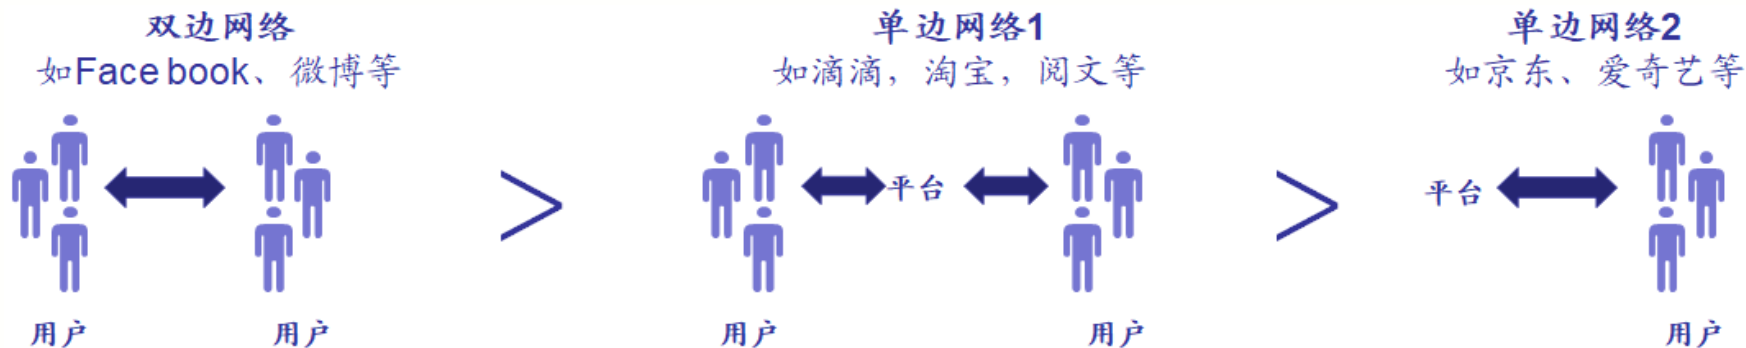 双边网络
如Face book、微博等
用户
用户
>
单边网络1
如滴滴，淘宝，阅文等
平台
用户
用户
>
单边网络2
如京东、爱奇艺等
平台
用户